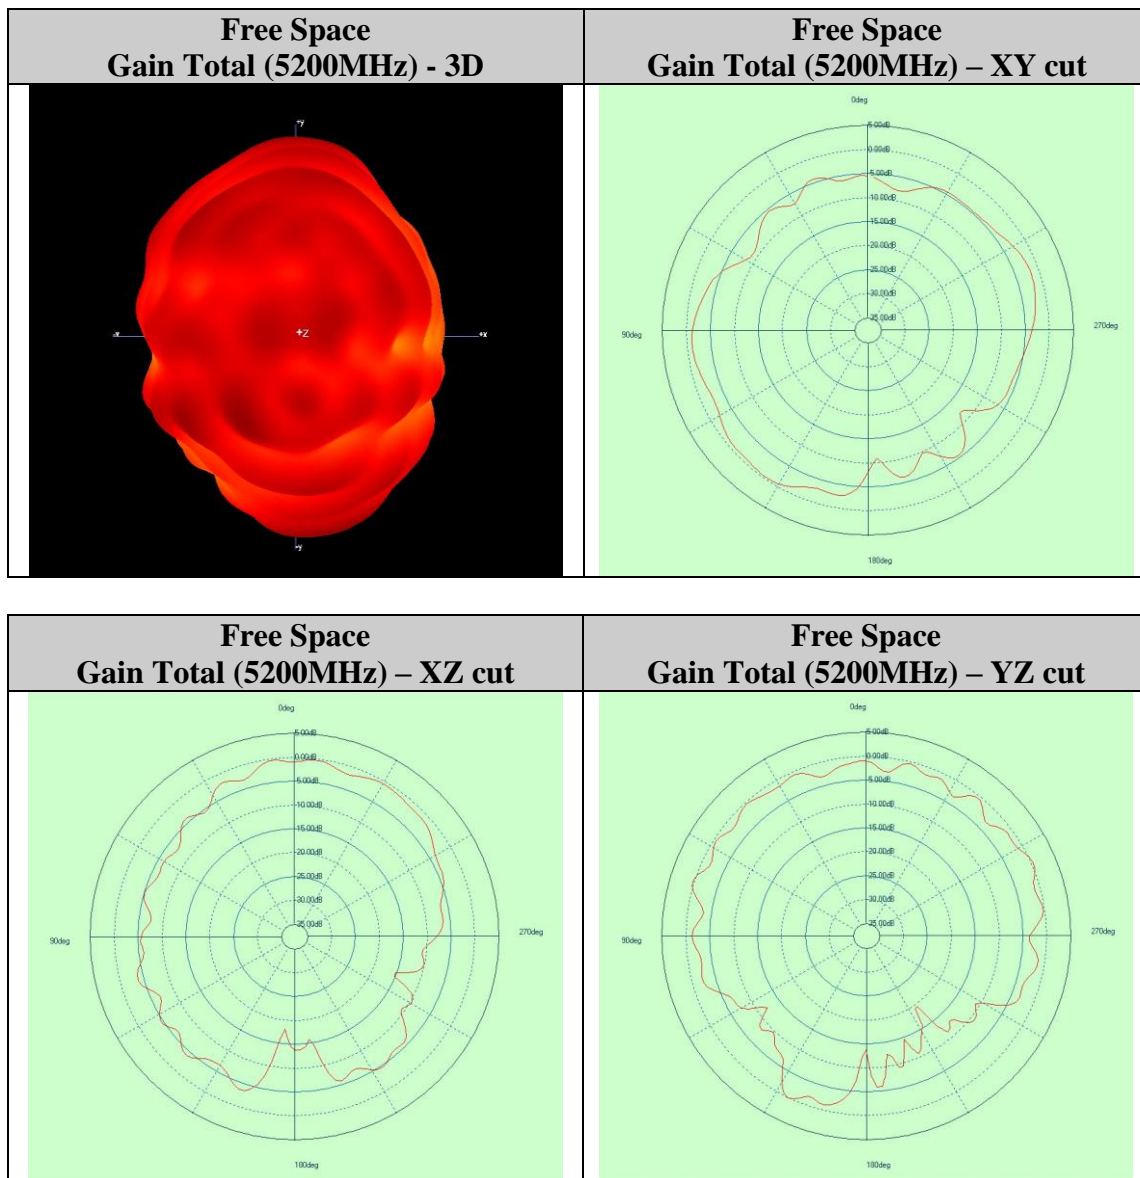 Free Space
Gain Total (5200MHz) - 3D
Free Space
Gain Total (5200MHz) – XY cut
+y
-x
+Z
+x
-y
0deg
5.00dB
0.00dB
5.00dB
10.00dB
15.00dB
20.00dB
25.00dB
30.00dB
35.00dB
90deg
270deg
180deg
Free Space
Gain Total (5200MHz) – XZ cut
Free Space
Gain Total (5200MHz) – YZ cut
0deg
5.00dB
0.00dB
5.00dB
10.00dB
15.00dB
20.00dB
25.00dB
30.00dB
35.00dB
90deg
270deg
180deg
0deg
5.00dB
0.00dB
5.00dB
10.00dB
15.00dB
20.00dB
25.00dB
30.00dB
35.00dB
90deg
270deg
180deg